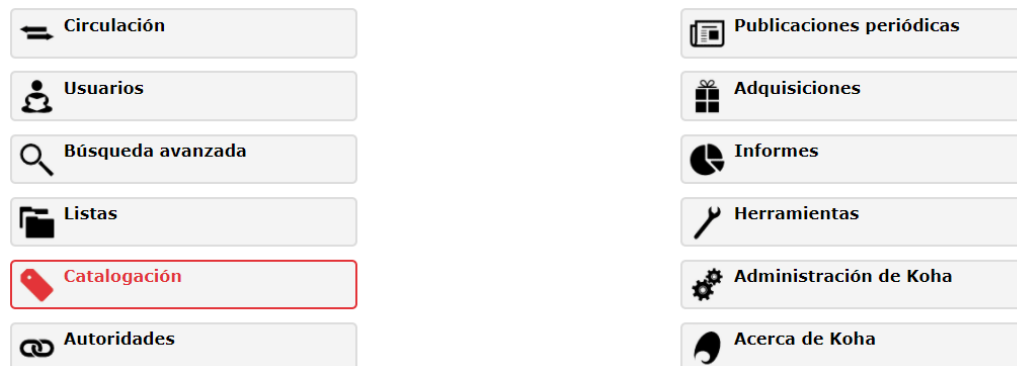 Circulación
Usuarios
Búsqueda avanzada
Listas
Catalogación
Autoridades
Publicaciones periódicas
Adquisiciones
Informes
Herramientas
Administración de Koha
Acerca de Koha